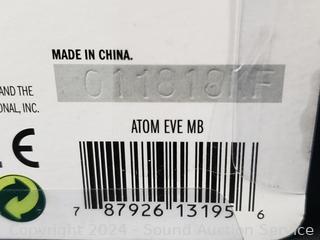 MADE IN CHINA.
AND THE
ONAL, INC.
ATOM EVE MB
CE
7 87926 13195 6
Copyright 2024 - Sound Auction Service